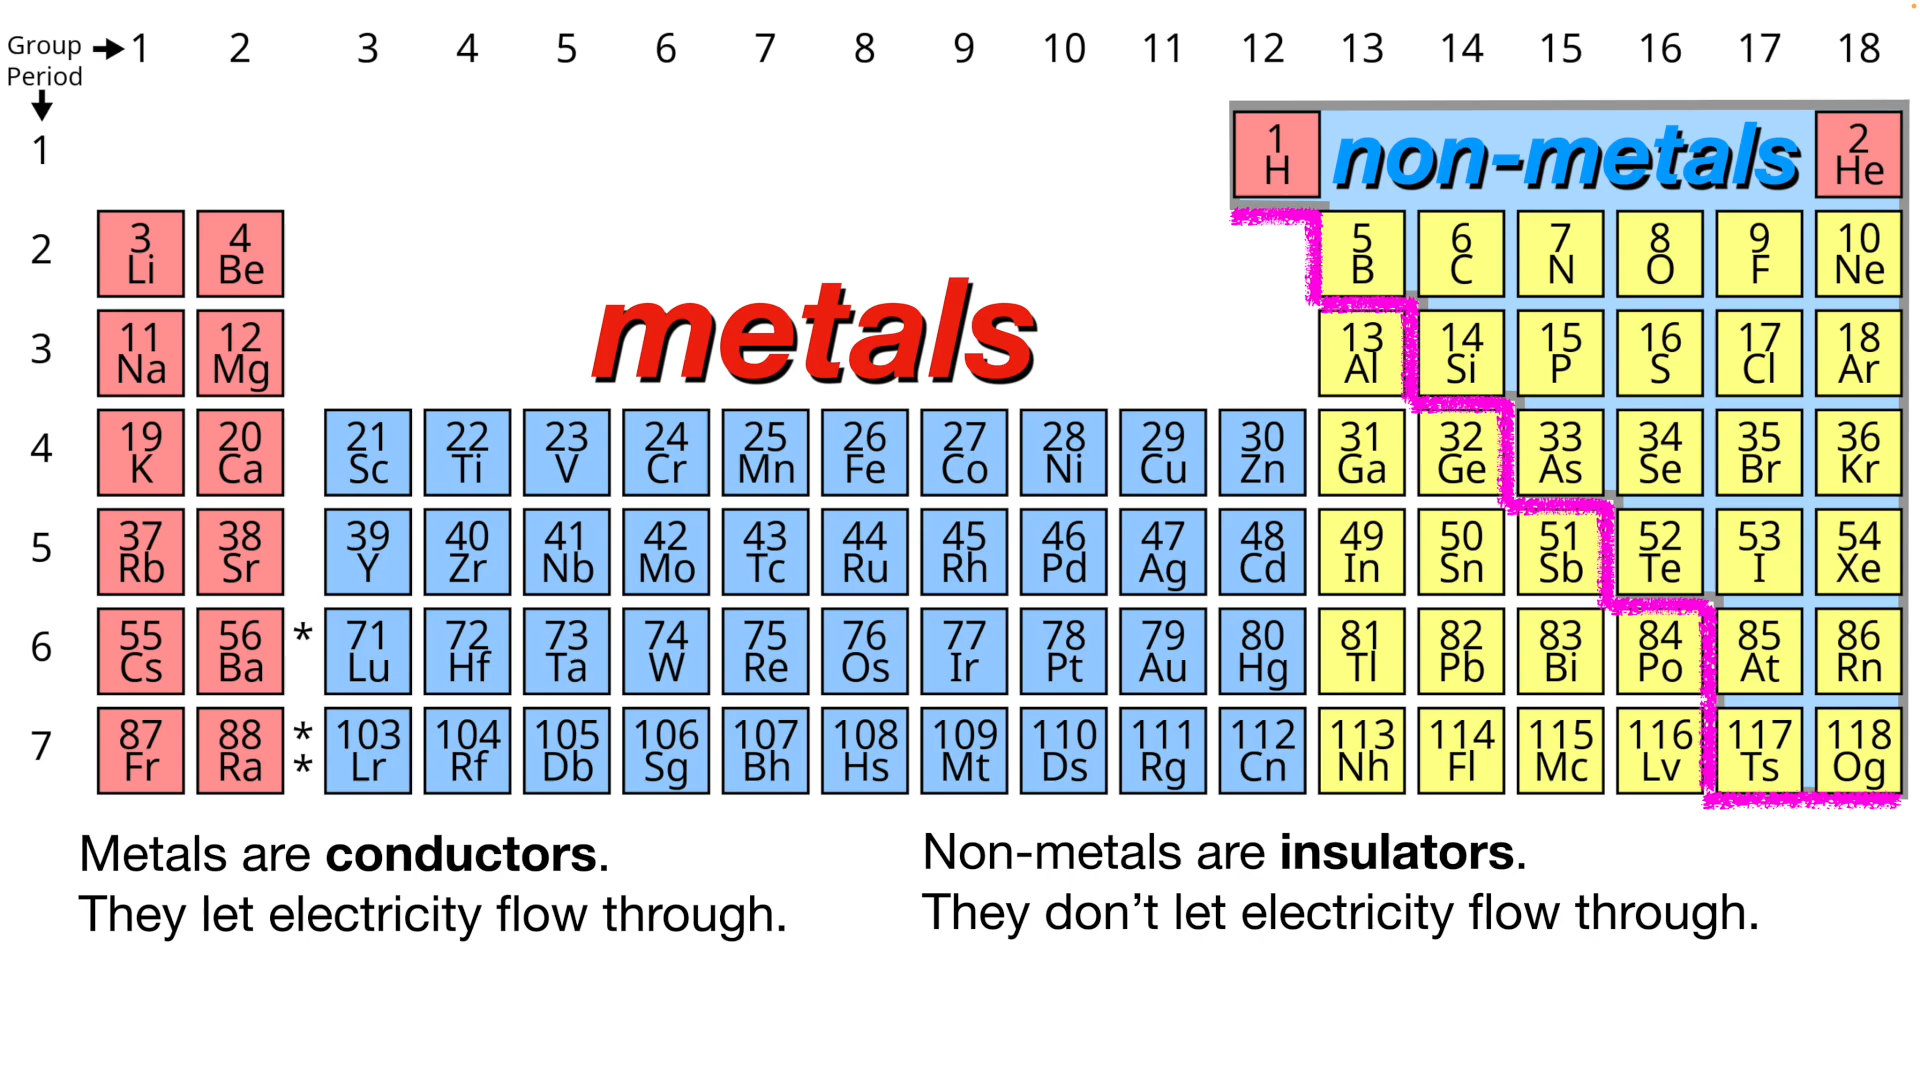 Group 1 2 3 4 5 6 7 8 9 10 11 12 13 14 15 16 17 18
Period
1 1 non-metals 2
H He
2 3 4 5 6 7 8 9 10
Li Be B C N O F Ne
metals
3 11 12 13 14 15 16 17 18
Na Mg Al Si P S Cl Ar
4 19 20 21 22 23 24 25 26 27 28 29 30 31 32 33 34 35 36
K Ca Sc Ti V Cr Mn Fe Co Ni Cu Zn Ga Ge As Se Br Kr
5 37 38 39 40 41 42 43 44 45 46 47 48 49 50 51 52 53 54
Rb Sr Y Zr Nb Mo Tc Ru Rh Pd Ag Cd In Sn Sb Te I Xe
6 55 56 * 71 72 73 74 75 76 77 78 79 80 81 82 83 84 85 86
Cs Ba Lu Hf Ta W Re Os Ir Pt Au Hg Tl Pb Bi Po At Rn
7 87 88 * 103 104 105 106 107 108 109 110 111 112 113 114 115 116 117 118
Fr Ra * Lr Rf Db Sg Bh Hs Mt Ds Rg Cn Nh Fl Mc Lv Ts Og
Metals are conductors.
They let electricity flow through.
Non-metals are insulators.
They don’t let electricity flow through.